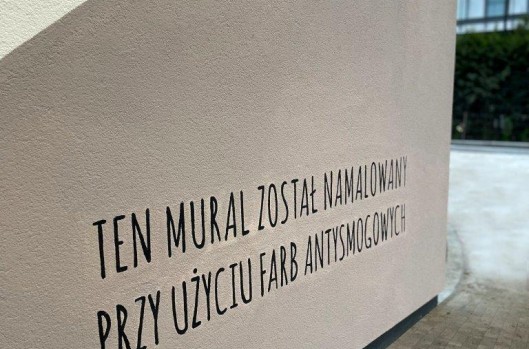 TEN MURAL ZOSTAŁ NAMALOWANY
PRZY UŻYCIU FARB ANTYSMOGOWYCH